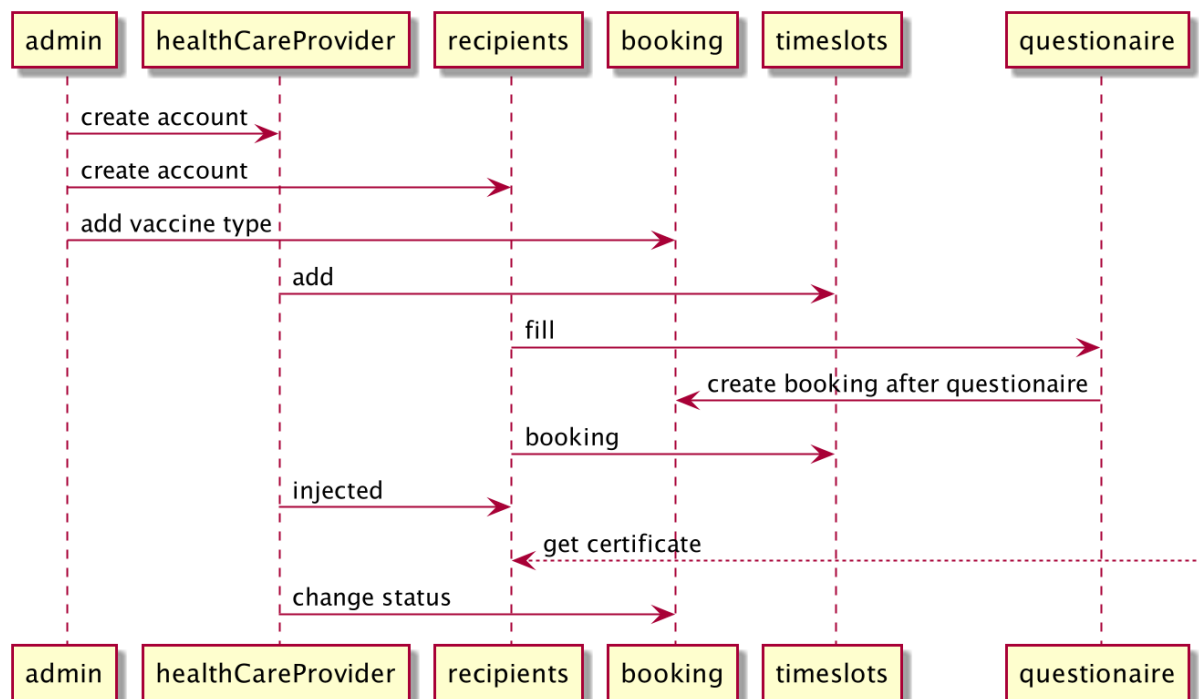 admin healthCareProvider recipients booking timeslots questionaire
create account
create account
add vaccine type
add
fill
create booking after questionaire
booking
injected
get certificate
change status
admin healthCareProvider recipients booking timeslots questionaire